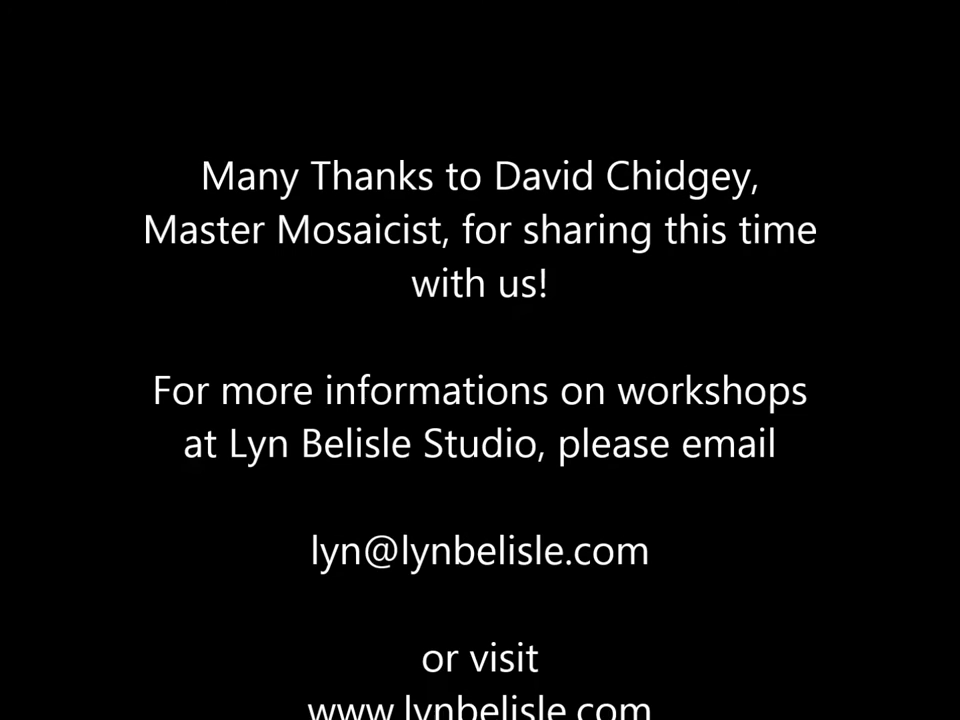 Many Thanks to David Chidgey,
Master Mosaicist, for sharing this time
with us!
For more informations on workshops
at Lyn Belisle Studio, please email
lyn@lynbelisle.com
or visit
www.lynbelisle.com